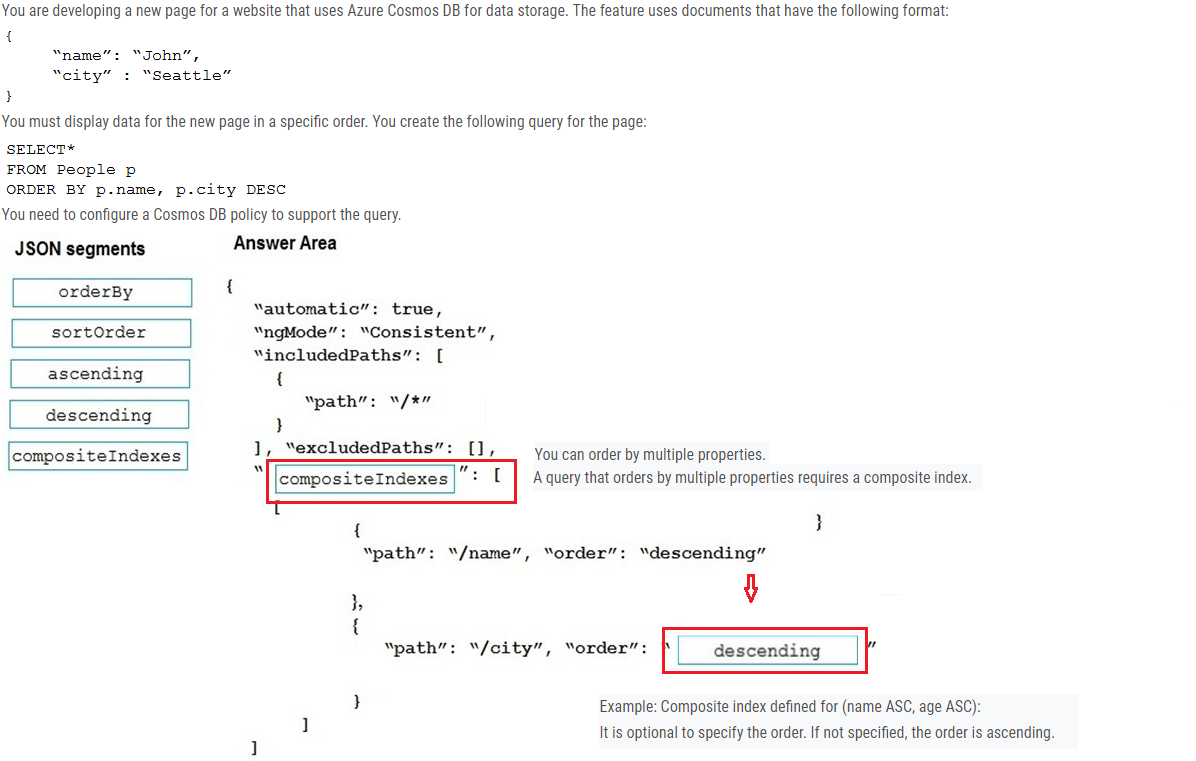 You are developing a new page for a website that uses Azure Cosmos DB for data storage. The feature uses documents that have the following format:
{
“name”: “John”,
“city” : “Seattle”
}
You must display data for the new page in a specific order. You create the following query for the page:
SELECT*
FROM People p
ORDER BY p.name, p.city DESC
You need to configure a Cosmos DB policy to support the query.
JSON segments
orderBy
sortOrder
ascending
descending
compositeIndexes
Answer Area
{
“automatic”: true,
“ngMode”: “Consistent”,
“includedPaths”: [
{
“path”: “/*”
}
], “excludedPaths”: [],
“ compositeIndexes ”: [
You can order by multiple properties.
A query that orders by multiple properties requires a composite index.
[
{ }
“path”: “/name”, “order”: “descending”
},
{
“path”: “/city”, “order”: “ descending ”
}
Example: Composite index defined for (name ASC, age ASC):
It is optional to specify the order. If not specified, the order is ascending.
]
]